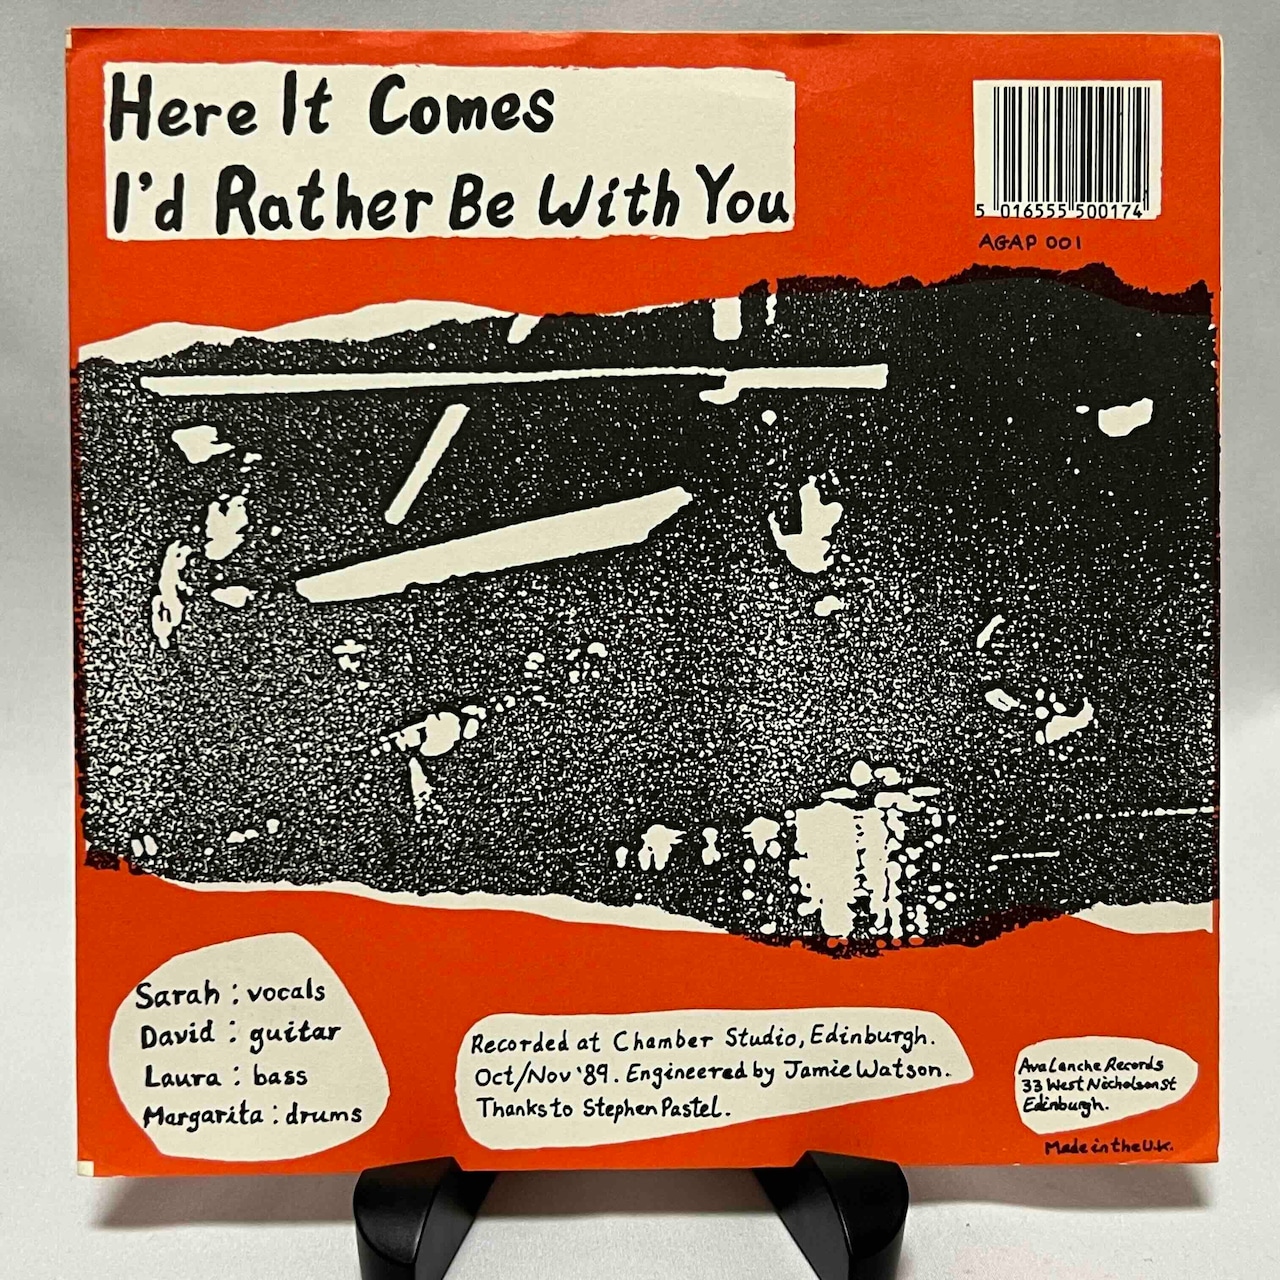 Here It Comes
I'd Rather Be With You
5 016555 500174
AGAP 001
Sarah : vocals
David : guitar
Laura : bass
Margarita : drums
Recorded at Chamber Studio, Edinburgh.
Oct/Nov '89. Engineered by Jamie Watson.
Thanks to Stephen Pastel.
Avalanche Records
33 West Nicholson St
Edinburgh.
Made in the U.K.